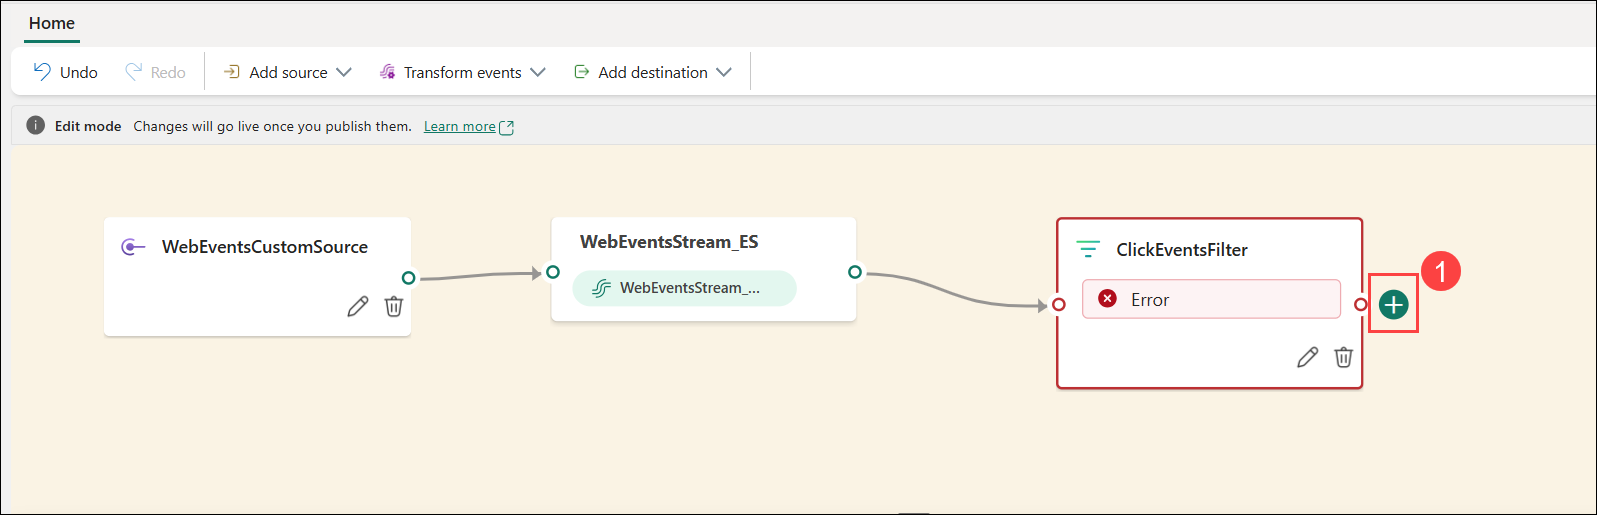 Home
Undo Redo Add source Transform events Add destination
Edit mode Changes will go live once you publish them. Learn more
WebEventsCustomSource
WebEventsStream_ES
WebEventsStream_...
ClickEventsFilter
Error
1